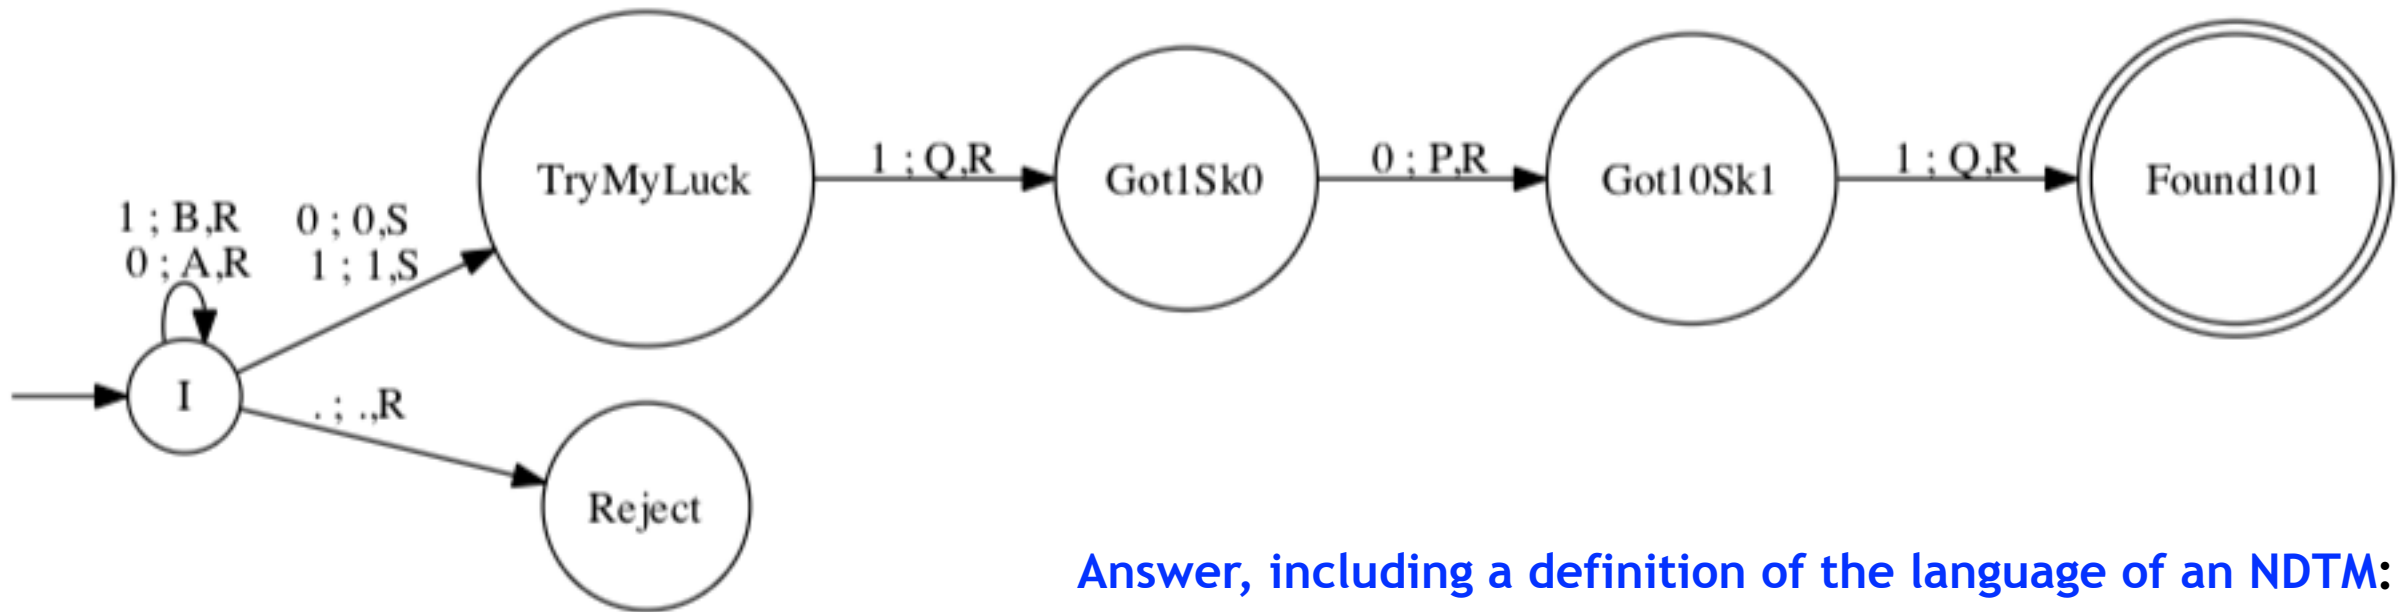 TryMyLuck
1 ; Q,R
Got1Sk0
0 ; P,R
Got10Sk1
1 ; Q,R
Found101
1 ; B,R
0 ; A,R
0 ; 0,S
1 ; 1,S
I
. ; .,R
Reject
Answer, including a definition of the language of an NDTM: